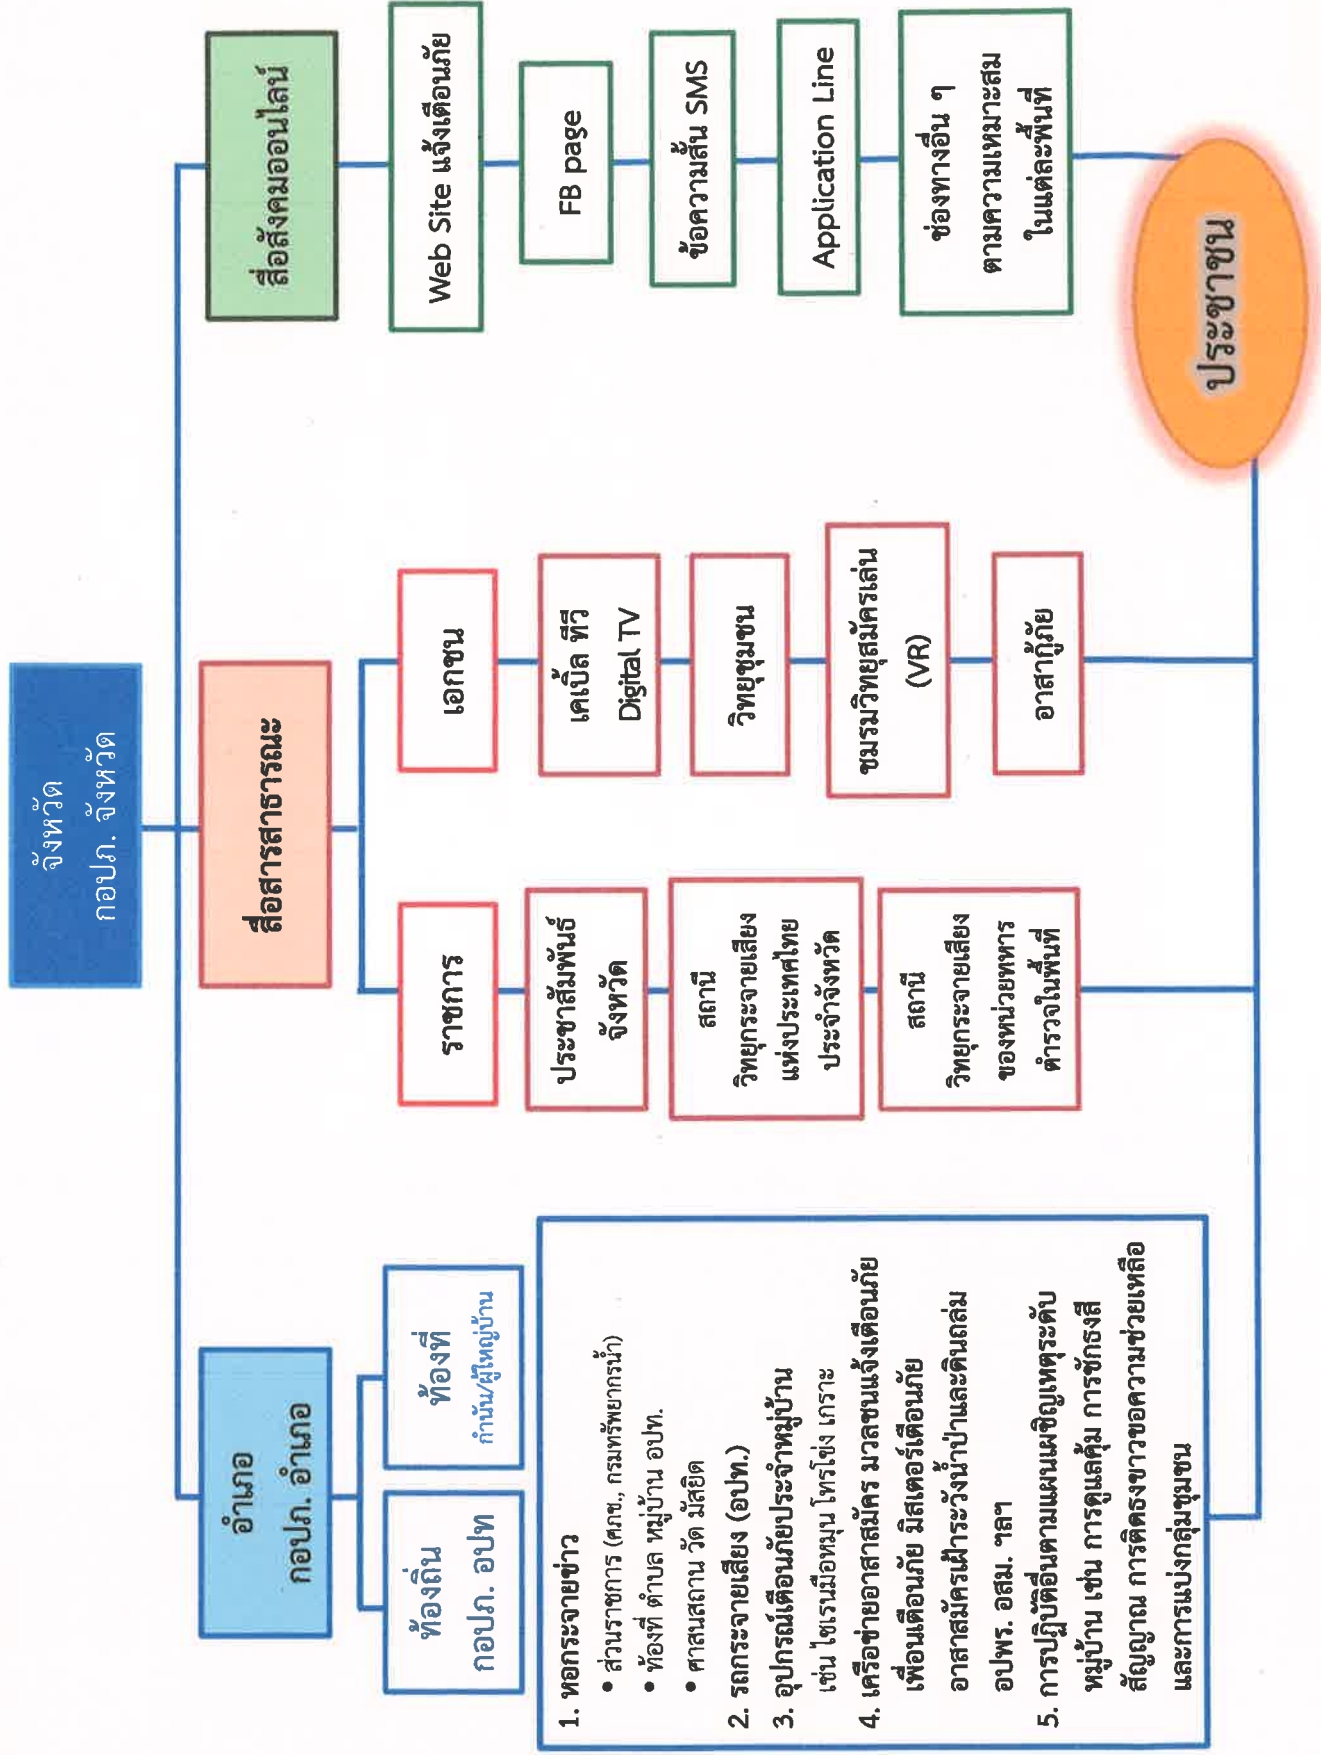 จังหวัด
กอปภ. จังหวัด
อำเภอ
กอปภ. อำเภอ
ท้องถิ่น
กอปภ. อปท
ท้องที่
กำนัน/ผู้ใหญ่บ้าน
1. หอกระจายข่าว
• ส่วนราชการ (ศภช., กรมทรัพยากรน้ำ)
• ท้องที่ ตำบล หมู่บ้าน อปท.
• ศาสนสถาน วัด มัสยิด
2. รถกระจายเสียง (อปท.)
3. อุปกรณ์เตือนภัยประจำหมู่บ้าน
เช่น ไซเรนมือหมุน โทรโข่ง เกราะ
4. เครือข่ายอาสาสมัคร มวลชนแจ้งเตือนภัย
เพื่อนเตือนภัย มิสเตอร์เตือนภัย
อาสาสมัครเฝ้าระวังน้ำป่าและดินถล่ม
อปพร. อสม. ฯลฯ
5. การปฏิบัติอื่นตามแผนเผชิญเหตุระดับ
หมู่บ้าน เช่น การดูแลคุ้ม การชักธงสี
สัญญาณ การติดธงขาวขอความช่วยเหลือ
และการแบ่งกลุ่มชุมชน
สื่อสารสาธารณะ
ราชการ
ประชาสัมพันธ์
จังหวัด
สถานี
วิทยุกระจายเสียง
แห่งประเทศไทย
ประจำจังหวัด
สถานี
วิทยุกระจายเสียง
ของหน่วยทหาร
ตำรวจในพื้นที่
เอกชน
เคเบิ้ล ทีวี
Digital TV
วิทยุชุมชน
ชมรมวิทยุสมัครเล่น
(VR)
อาสากู้ภัย
สื่อสังคมออนไลน์
Web Site แจ้งเตือนภัย
FB page
ข้อความสั้น SMS
Application Line
ช่องทางอื่น ๆ
ตามความเหมาะสม
ในแต่ละพื้นที่
ประชาชน